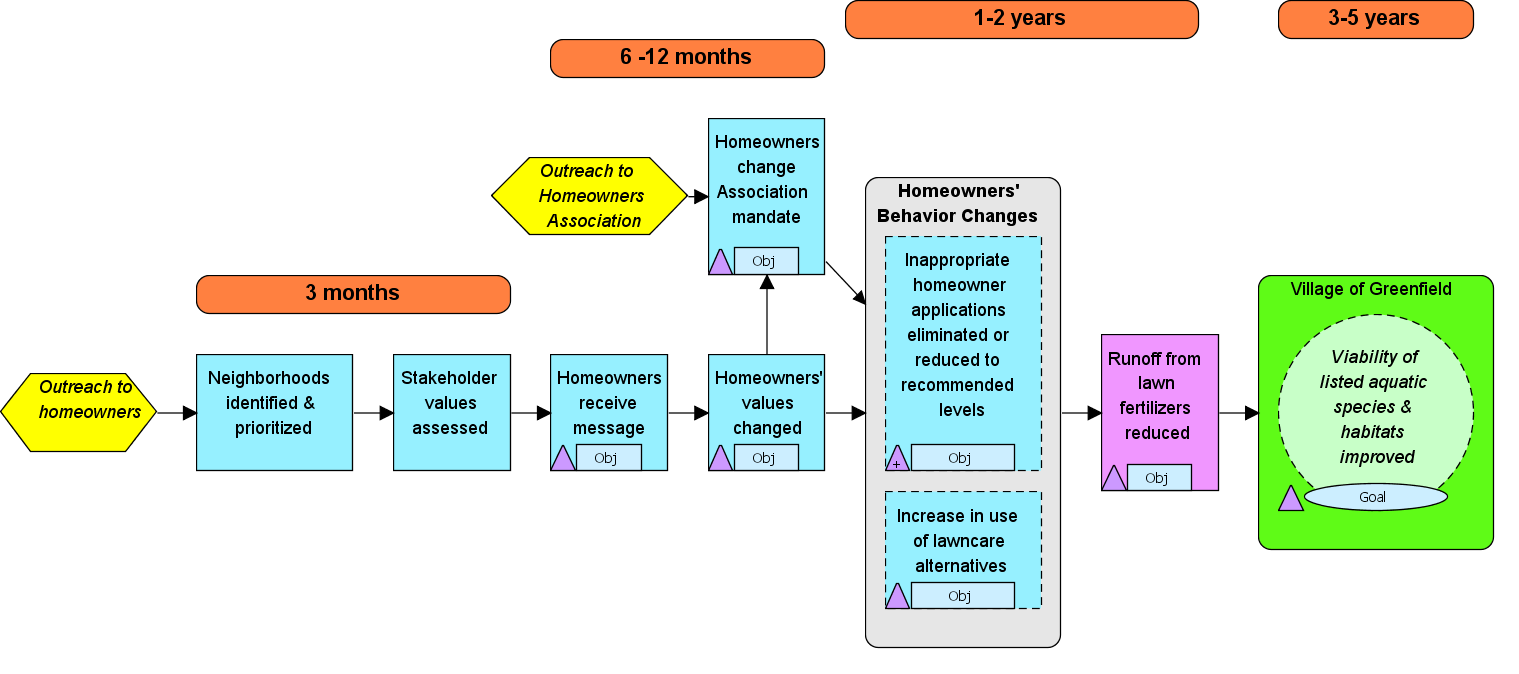 1-2 years
3-5 years
6 -12 months
Homeowners
change
Association
mandate
Obj
Outreach to
Homeowners
Association
3 months
Outreach to
homeowners
Neighborhoods
identified &
prioritized
Stakeholder
values
assessed
Homeowners
receive
message
Obj
Homeowners'
values
changed
Obj
Homeowners'
Behavior Changes
Inappropriate
homeowner
applications
eliminated or
reduced to
recommended
levels
+
Obj
Increase in use
of lawncare
alternatives
Obj
Runoff from
lawn
fertilizers
reduced
Obj
Village of Greenfield
Viability of
listed aquatic
species &
habitats
improved
Goal